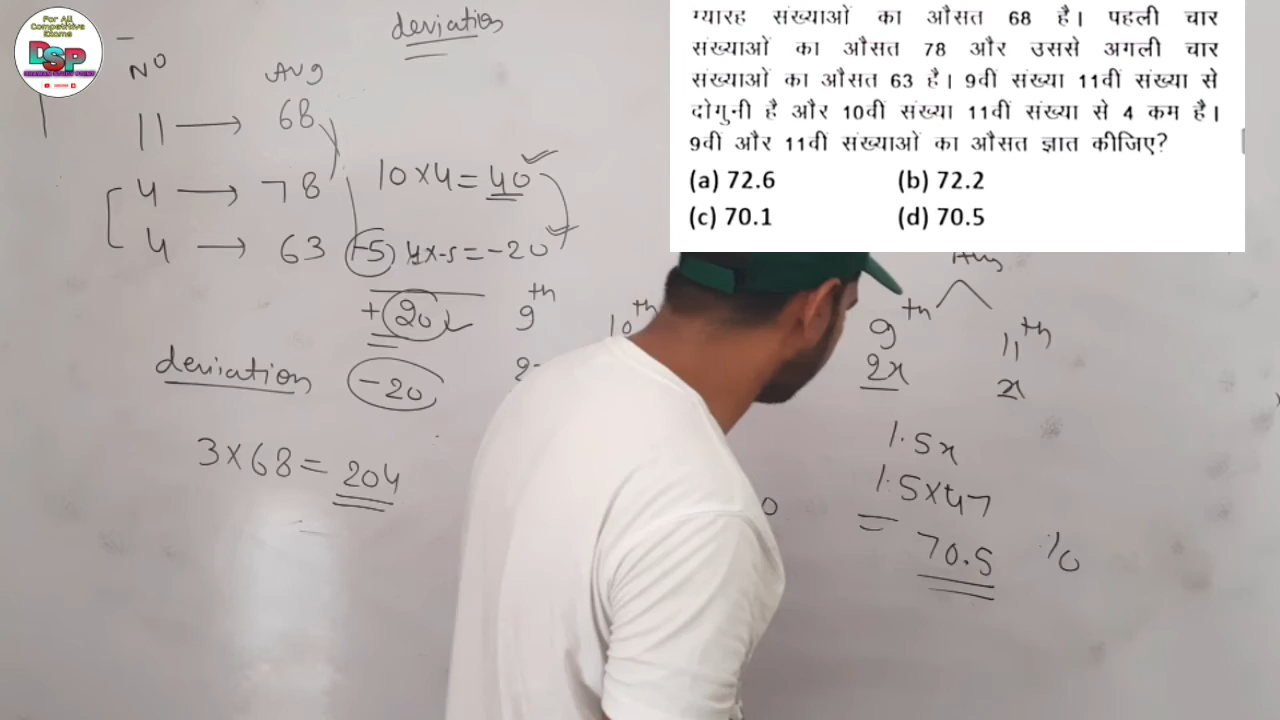 For All
Competitive
Exams
DSP
ग्यारह संख्याओं का औसत 68 है। पहली चार
संख्याओं का औसत 78 और उससे अगली चार
संख्याओं का औसत 63 है। 9वीं संख्या 11वीं संख्या से
दोगुनी है और 10वीं संख्या 11वीं संख्या से 4 कम है।
9वीं और 11वीं संख्याओं का औसत ज्ञात कीजिए?
(a) 72.6 (b) 72.2
(c) 70.1 (d) 70.5
deviation
NO Avg
11 → 68
4 → 78 10×4=40
4 → 63 -5 4×-5=-20
+20
deviation -20
3×68=204
9th 10th
Avg
9th 11th
2x x
1.5x
1.5×47
= 70.5